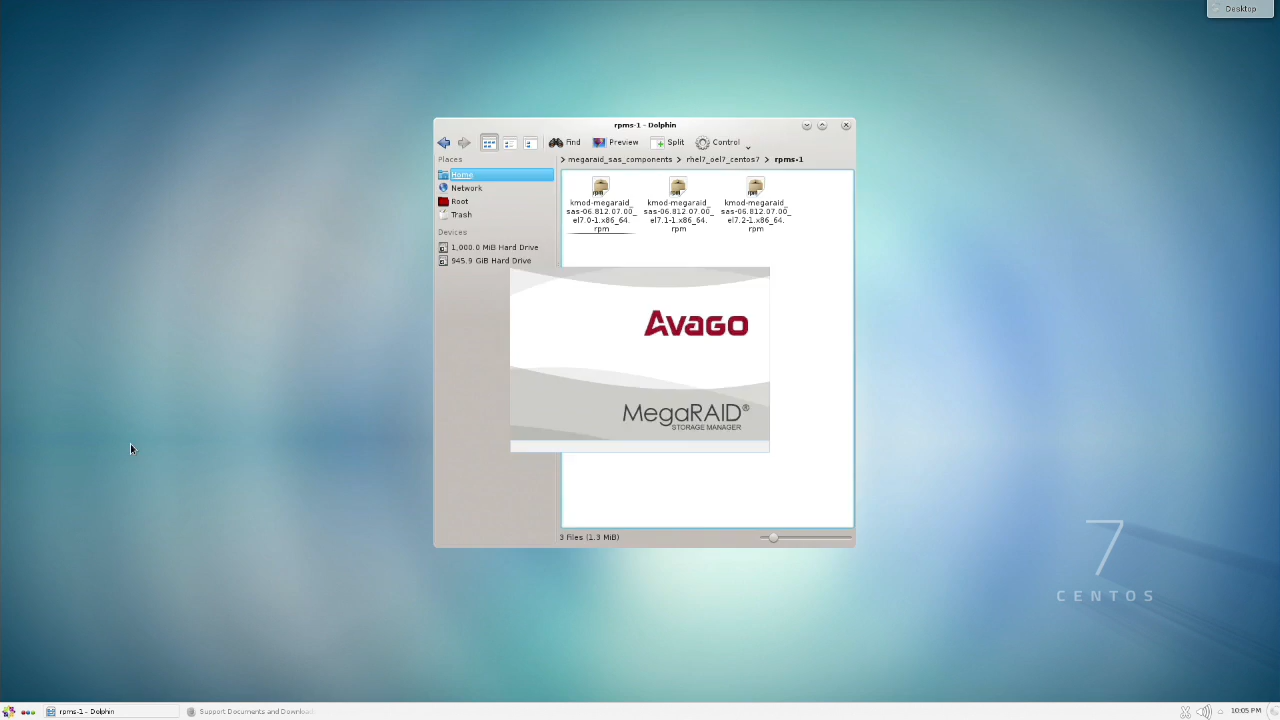 Desktop
rpms-1 – Dolphin
Find
Preview
Split
Control
Places
Home
Network
Root
Trash
Devices
1,000.0 MiB Hard Drive
945.9 GiB Hard Drive
> megaraid_sas_components > rhel7_oel7_centos7 > rpms-1
kmod-megaraid_
sas-06.812.07.00_
el7.0-1.x86_64.
rpm
kmod-megaraid_
sas-06.812.07.00_
el7.1-1.x86_64.
rpm
kmod-megaraid_
sas-06.812.07.00_
el7.2-1.x86_64.
rpm
AVAGO
MegaRAID®
STORAGE MANAGER
3 Files (1.3 MiB)
7
CENTOS
rpms-1 – Dolphin
Support Documents and Download
10:05 PM